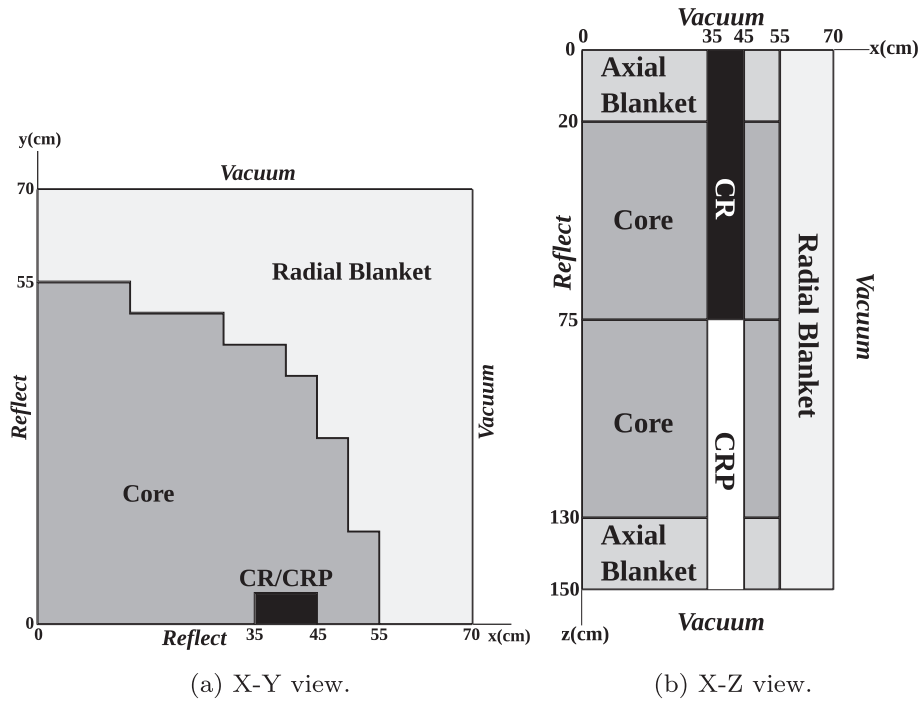 y(cm)
Vacuum
70
Radial Blanket
55
Reflect
Vacuum
Core
CR/CRP
0
0
Reflect
35
45
55
70
x(cm)
(a) X-Y view.
Vacuum
0
35
45
55
70
0
x(cm)
Axial
Blanket
20
CR
Core
Reflect
Radial Blanket
Vacuum
75
Core
CRP
130
Axial
Blanket
150
z(cm)
Vacuum
(b) X-Z view.